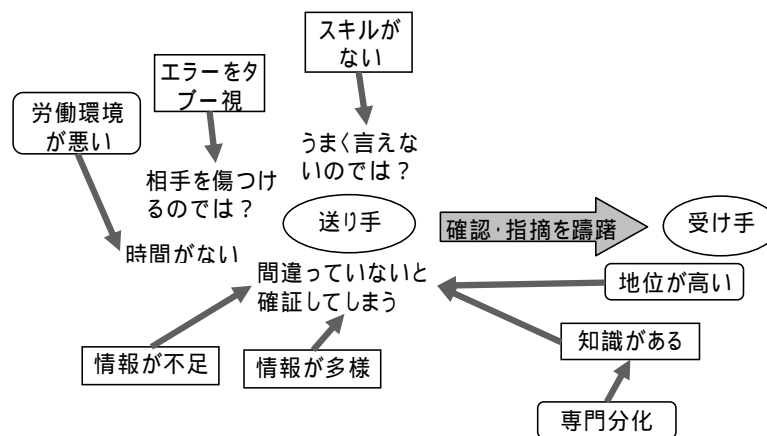 スキルが
ない
エラーをタ
ブー視
労働環境
が悪い
うまく言えな
いのでは？
相手を傷つけ
るのでは？
送り手
確認・指摘を躊躇
受け手
時間がない
間違っていないと
確証してしまう
地位が高い
知識がある
情報が不足
情報が多様
専門分化